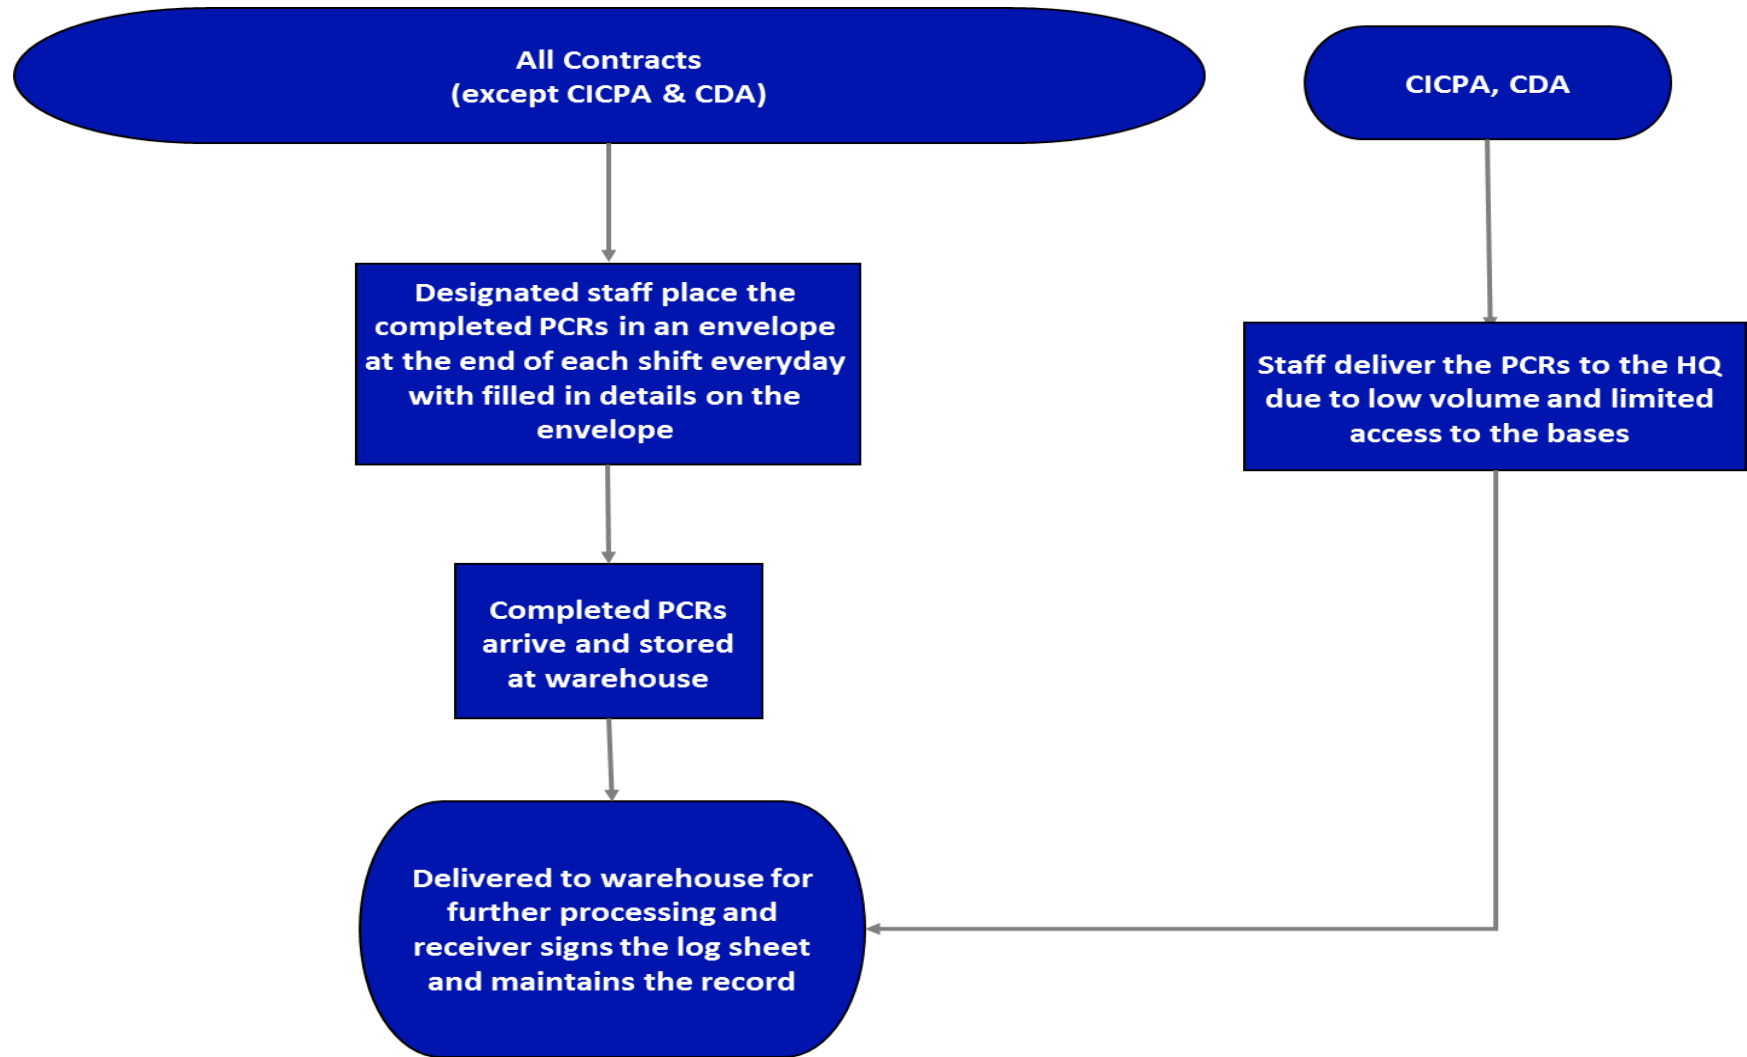 All Contracts
(except CICPA & CDA)
CICPA, CDA
Designated staff place the
completed PCRs in an envelope
at the end of each shift everyday
with filled in details on the
envelope
Staff deliver the PCRs to the HQ
due to low volume and limited
access to the bases
Completed PCRs
arrive and stored
at warehouse
Delivered to warehouse for
further processing and
receiver signs the log sheet
and maintains the record